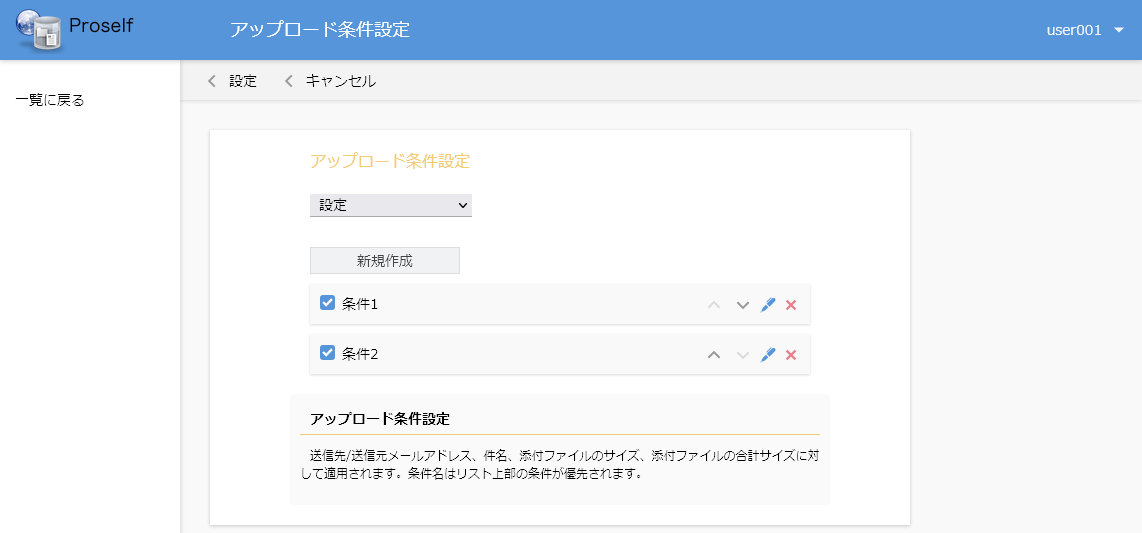 Proself
アップロード条件設定
user001
一覧に戻る
設定
キャンセル
アップロード条件設定
設定
新規作成
条件1
条件2
アップロード条件設定
送信先/送信元メールアドレス、件名、添付ファイルのサイズ、添付ファイルの合計サイズに対
して適用されます。条件名はリスト上部の条件が優先されます。